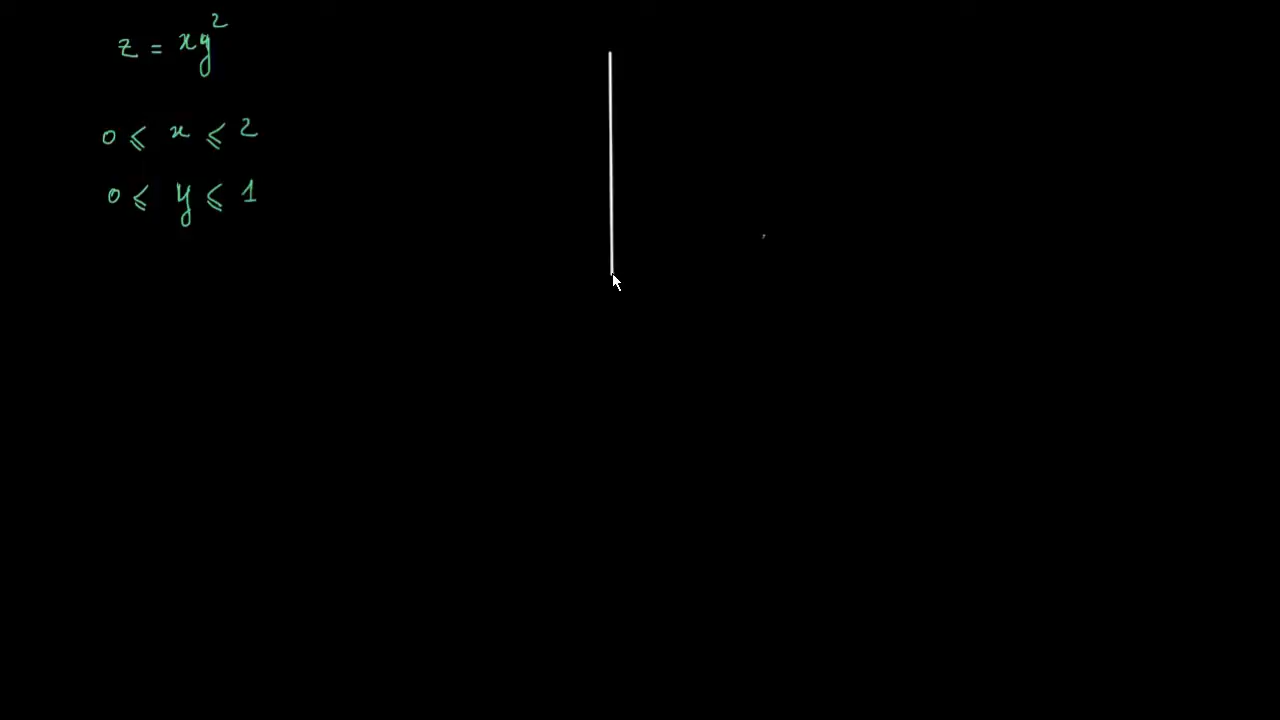 z = xy²
0 ⩽ x ⩽ 2
0 ⩽ y ⩽ 1